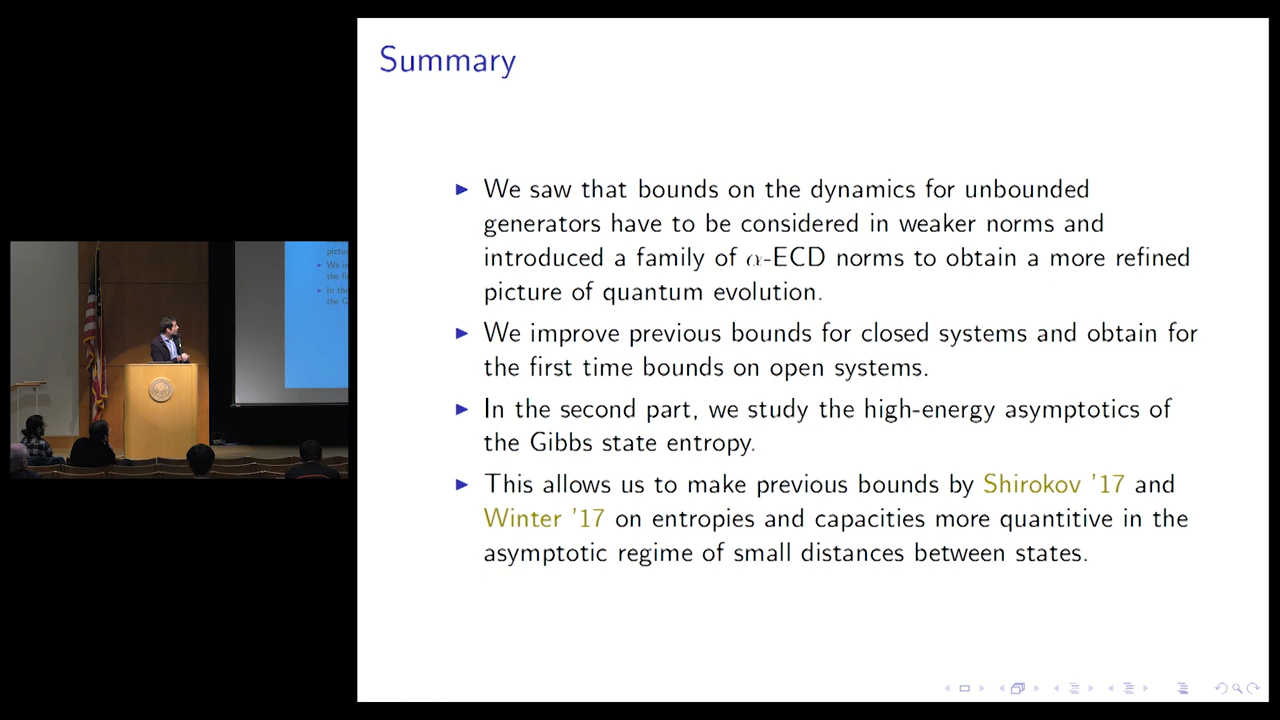 Summary
▶ We saw that bounds on the dynamics for unbounded
generators have to be considered in weaker norms and
introduced a family of α-ECD norms to obtain a more refined
picture of quantum evolution.
▶ We improve previous bounds for closed systems and obtain for
the first time bounds on open systems.
▶ In the second part, we study the high-energy asymptotics of
the Gibbs state entropy.
▶ This allows us to make previous bounds by Shirokov '17 and
Winter '17 on entropies and capacities more quantitive in the
asymptotic regime of small distances between states.